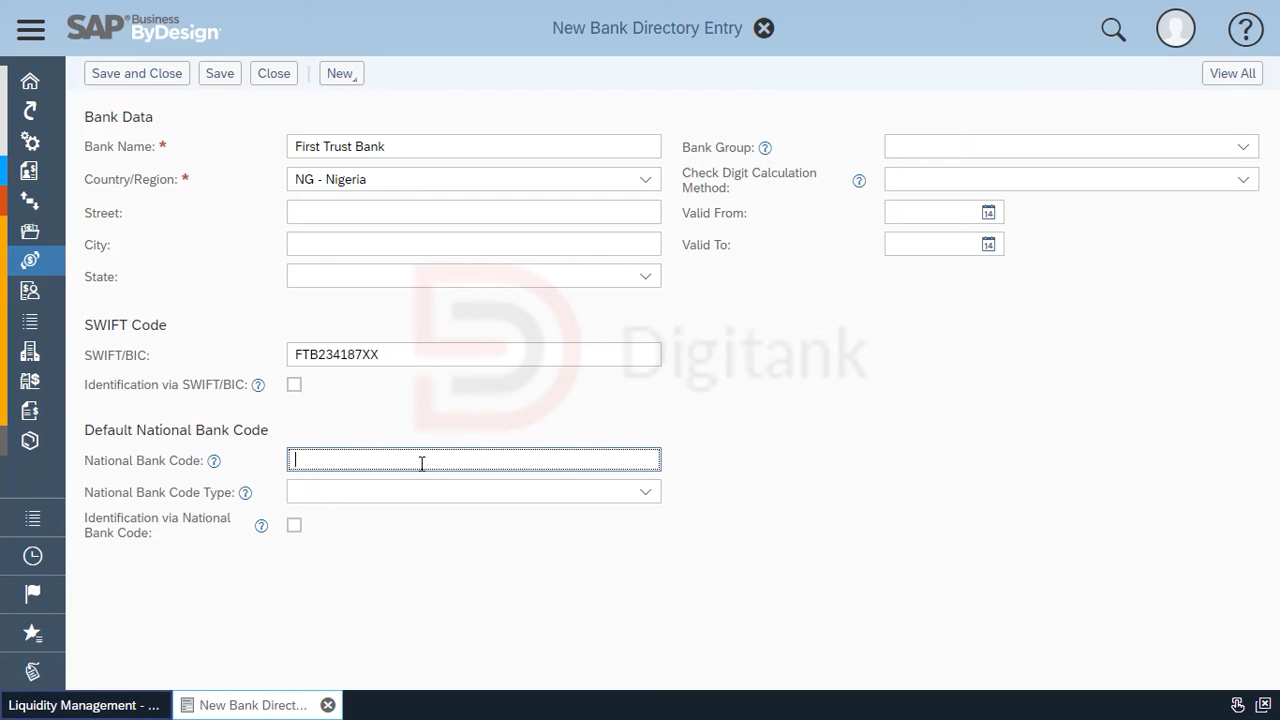 SAP Business ByDesign
New Bank Directory Entry
Save and Close Save Close New View All
Bank Data
Bank Name: * First Trust Bank Bank Group:
Country/Region: * NG - Nigeria Check Digit Calculation Method:
Street: Valid From: 14
City: Valid To: 14
State:
SWIFT Code
SWIFT/BIC: FTB234187XX
Digitank
Identification via SWIFT/BIC:
Default National Bank Code
National Bank Code:
National Bank Code Type:
Identification via National
Bank Code:
Liquidity Management - ... New Bank Direct...